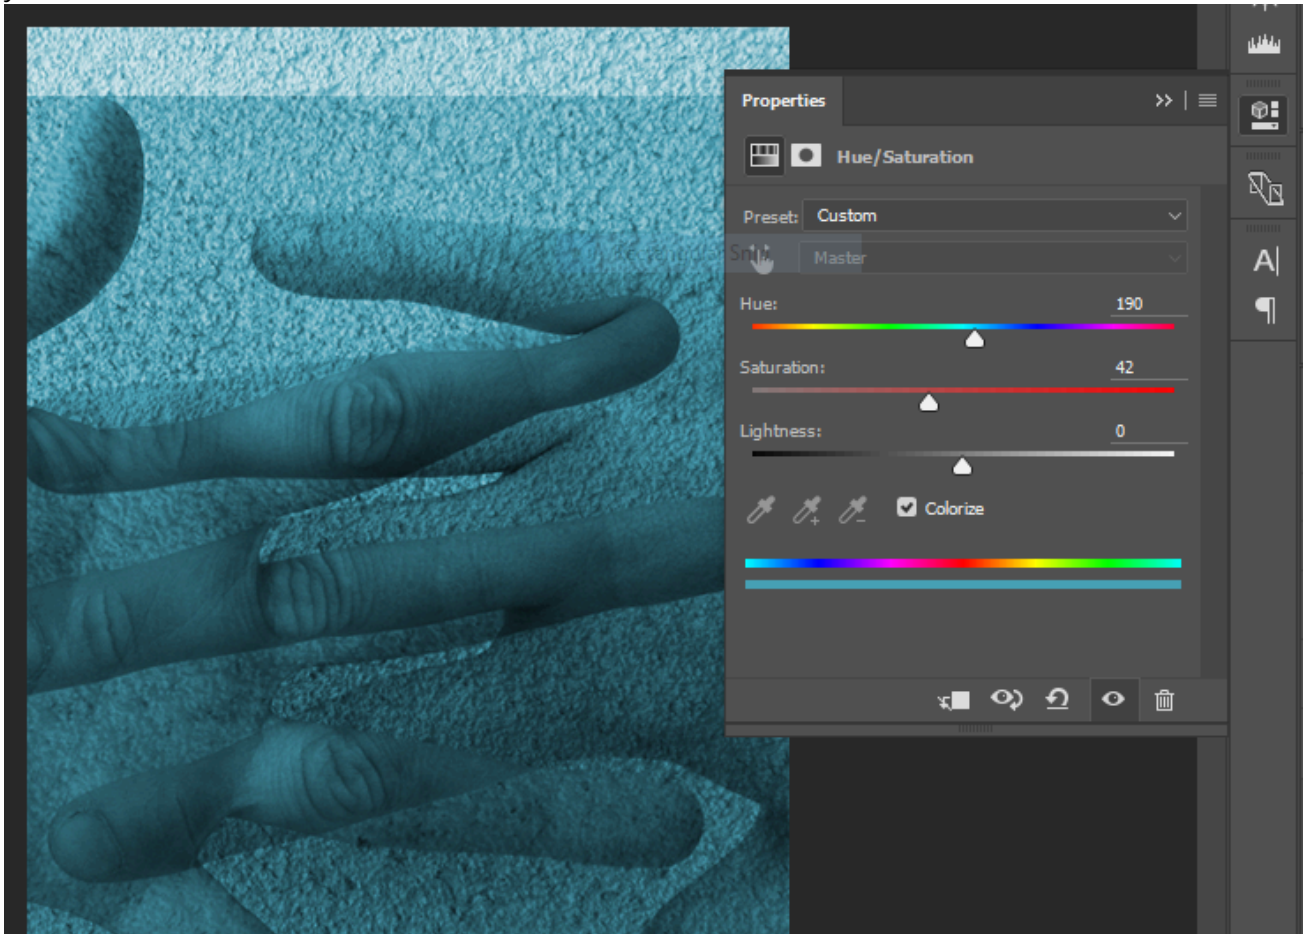 Properties
Hue/Saturation
Preset: Custom
Master
Hue: 190
Saturation: 42
Lightness: 0
Colorize